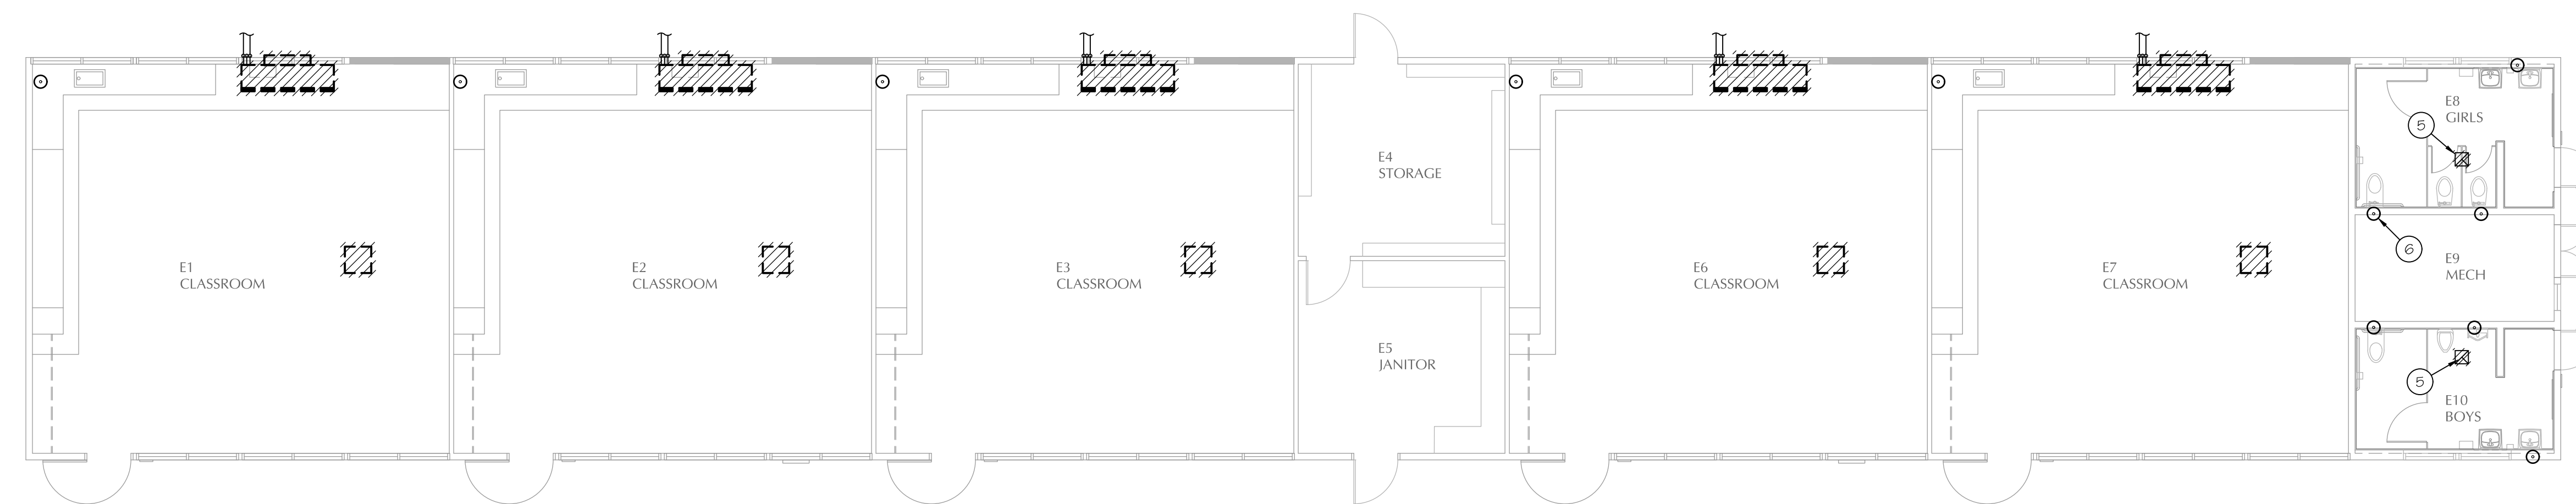 E1
CLASSROOM
E2
CLASSROOM
E3
CLASSROOM
E4
STORAGE
E5
JANITOR
E6
CLASSROOM
E7
CLASSROOM
E8
GIRLS
5
6
E9
MECH
5
E10
BOYS